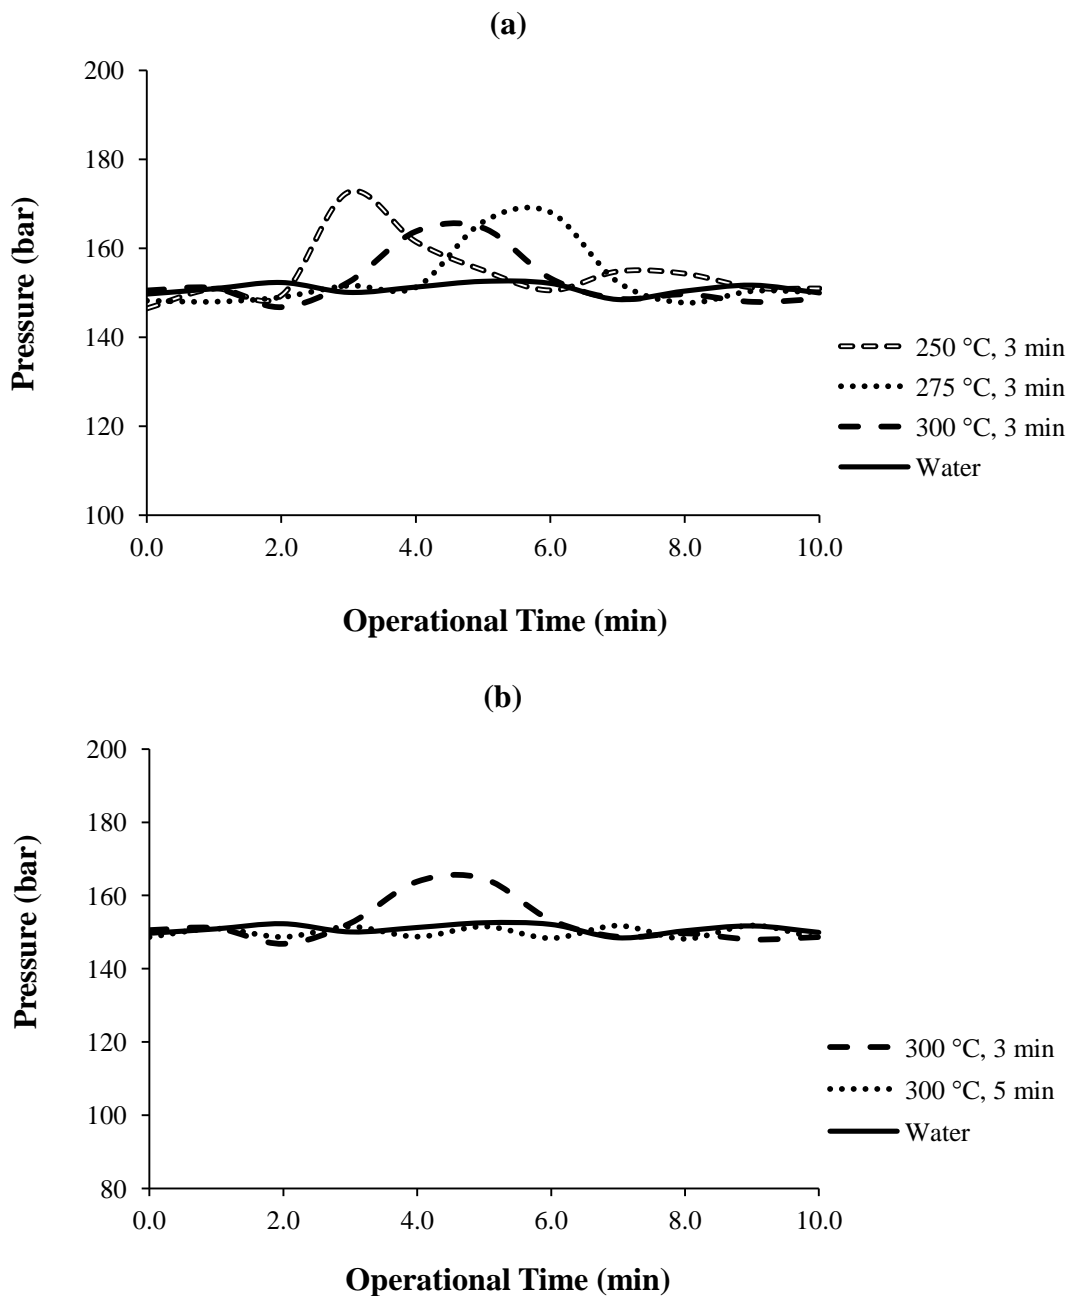 (a)
200
180
160
140
120
100
0.0 2.0 4.0 6.0 8.0 10.0
Pressure (bar)
Operational Time (min)
250 °C, 3 min
275 °C, 3 min
300 °C, 3 min
Water
(b)
200
180
160
140
120
100
80
0.0 2.0 4.0 6.0 8.0 10.0
Pressure (bar)
Operational Time (min)
300 °C, 3 min
300 °C, 5 min
Water